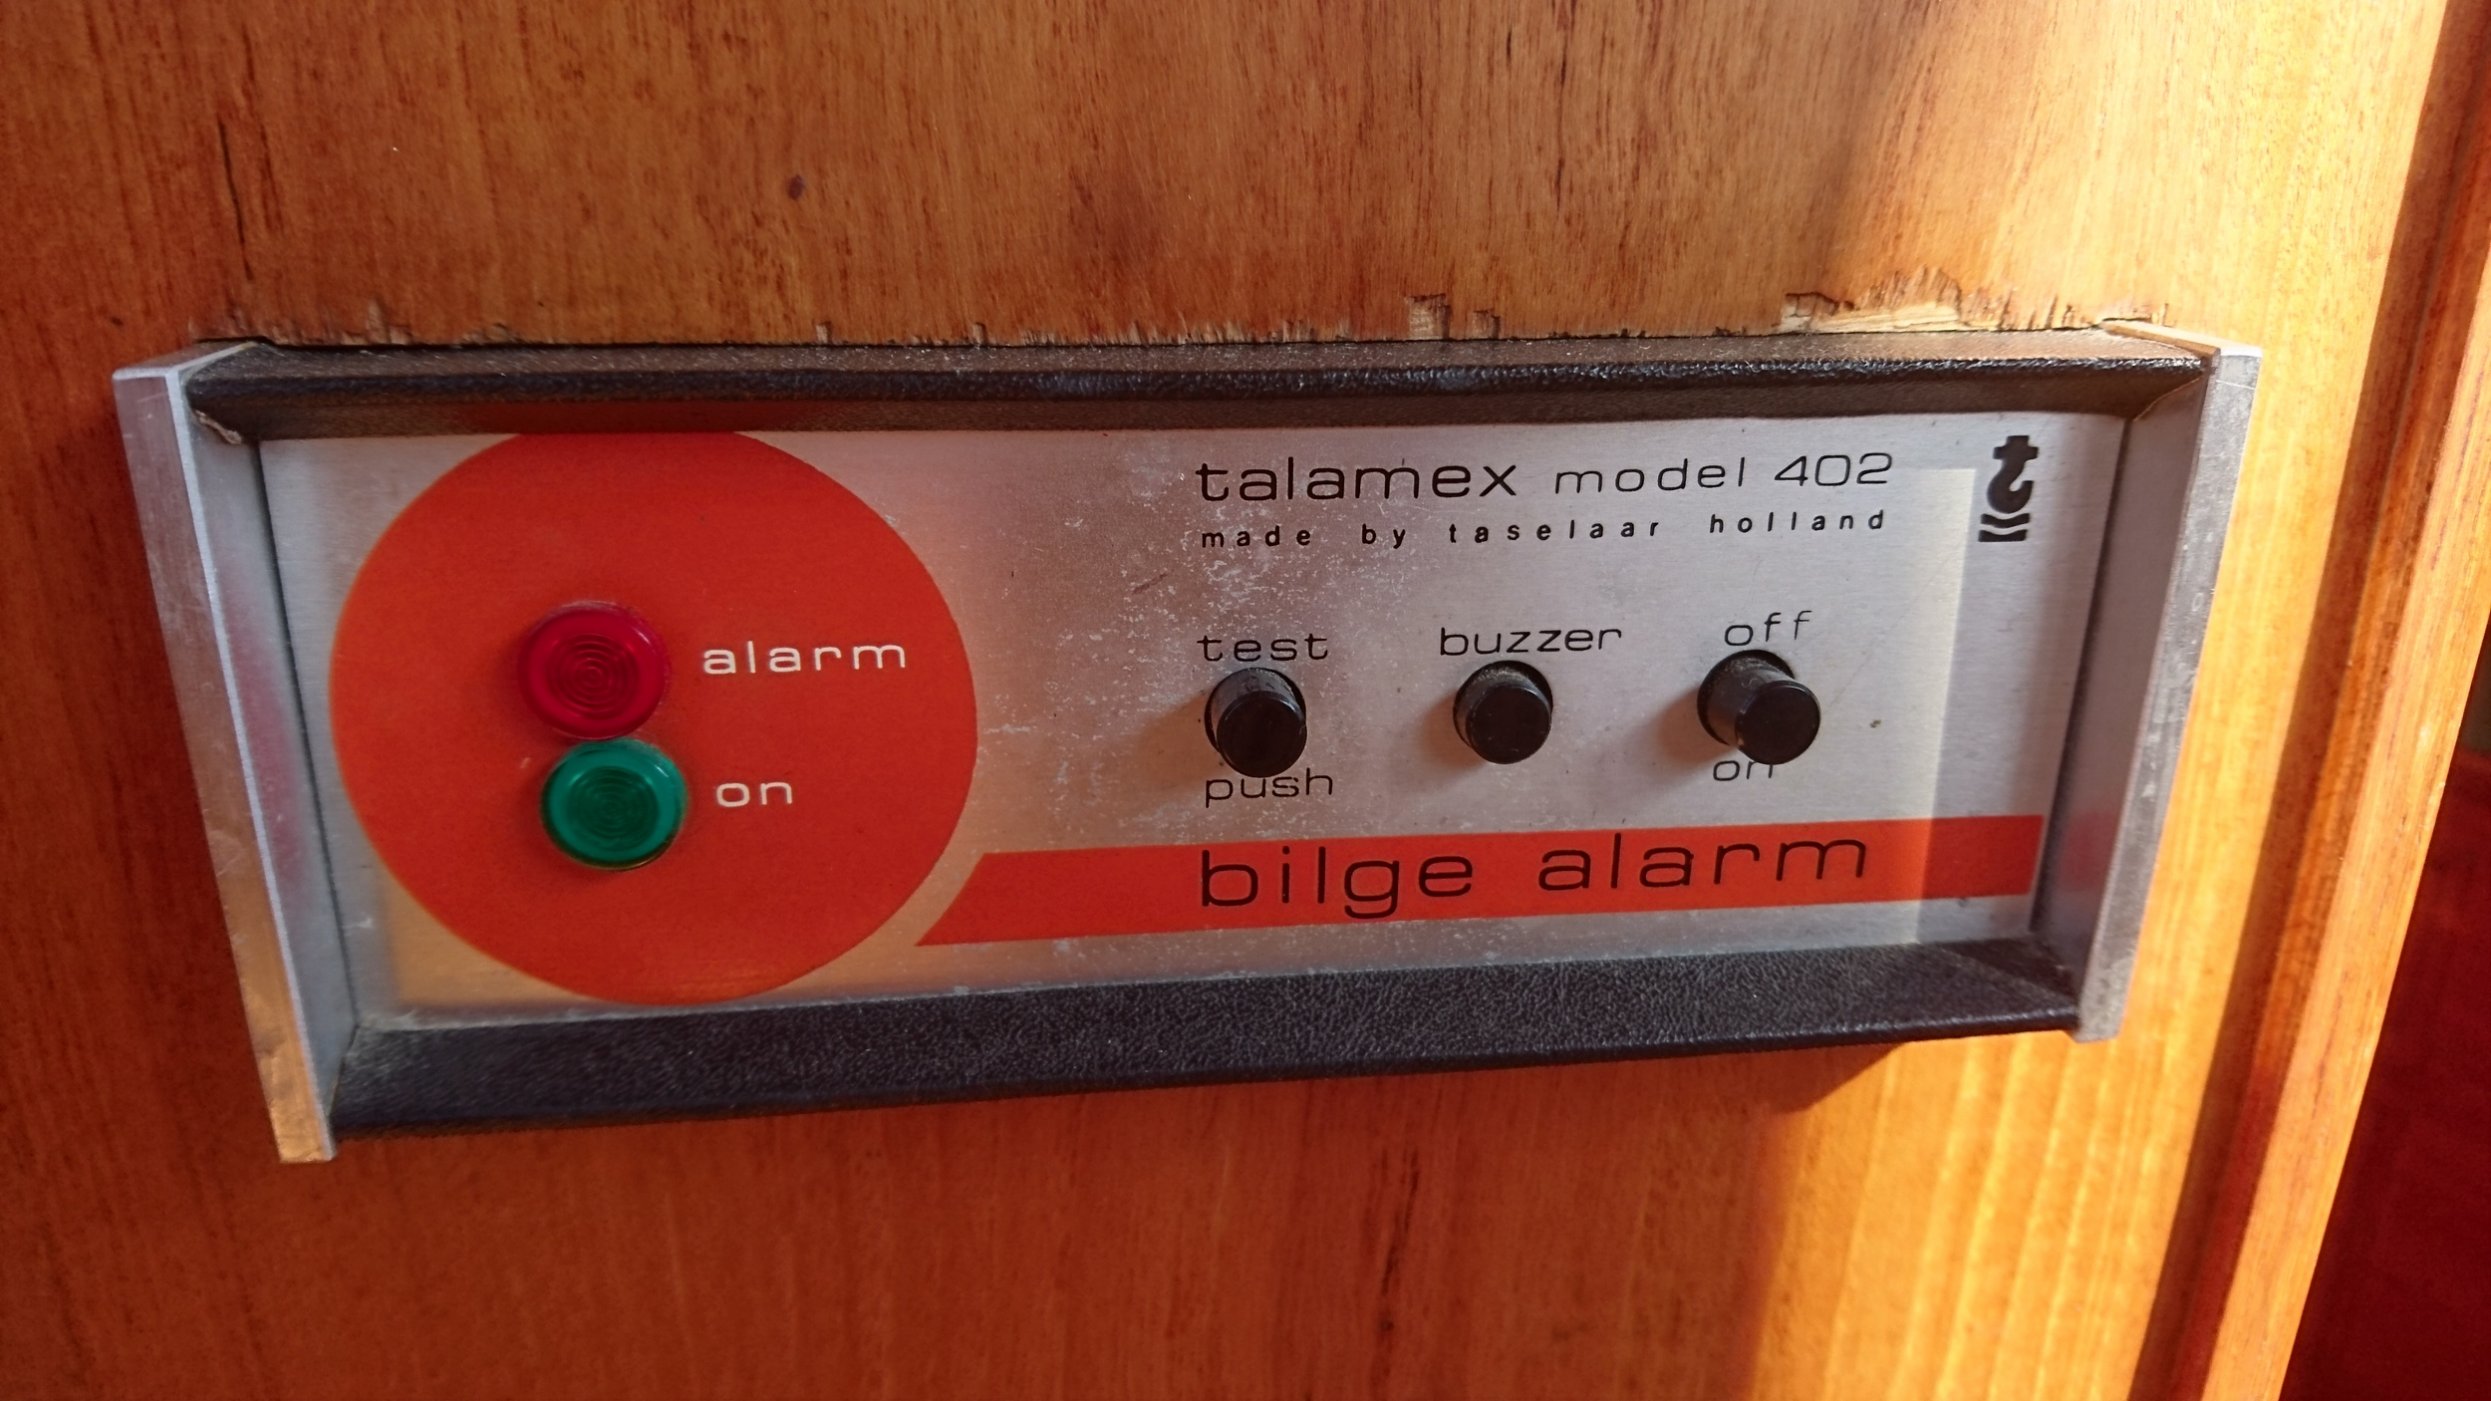 talamex model 402
made by taselaar holland
alarm
on
test
push
buzzer
off
on
bilge alarm